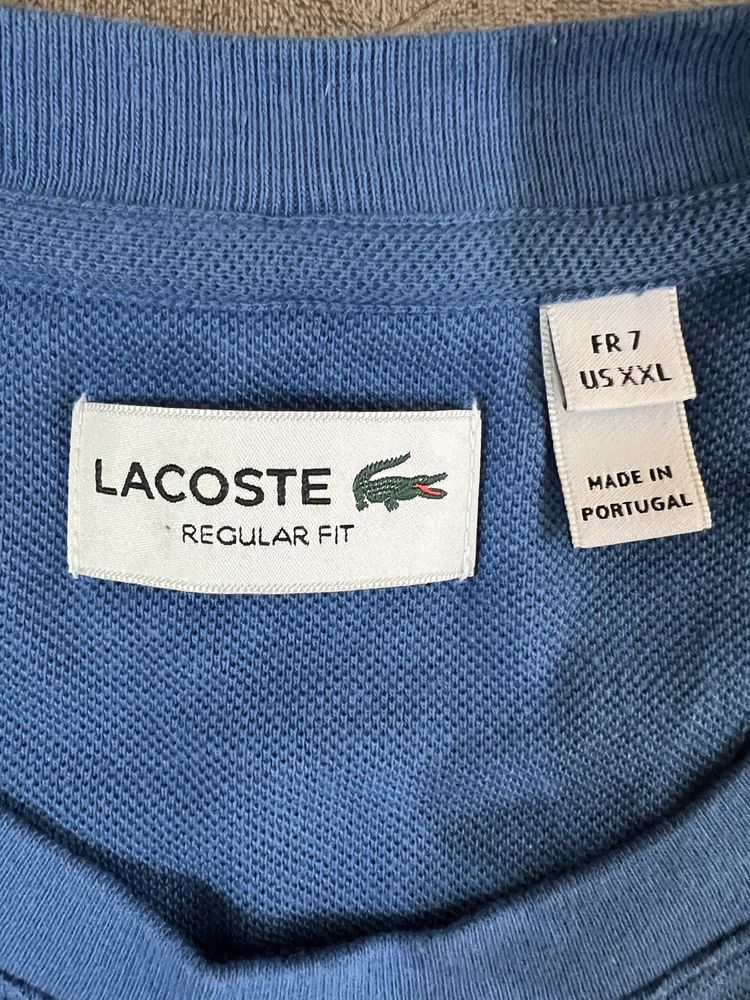 LACOSTE
REGULAR FIT
FR 7
US XXL
MADE IN
PORTUGAL